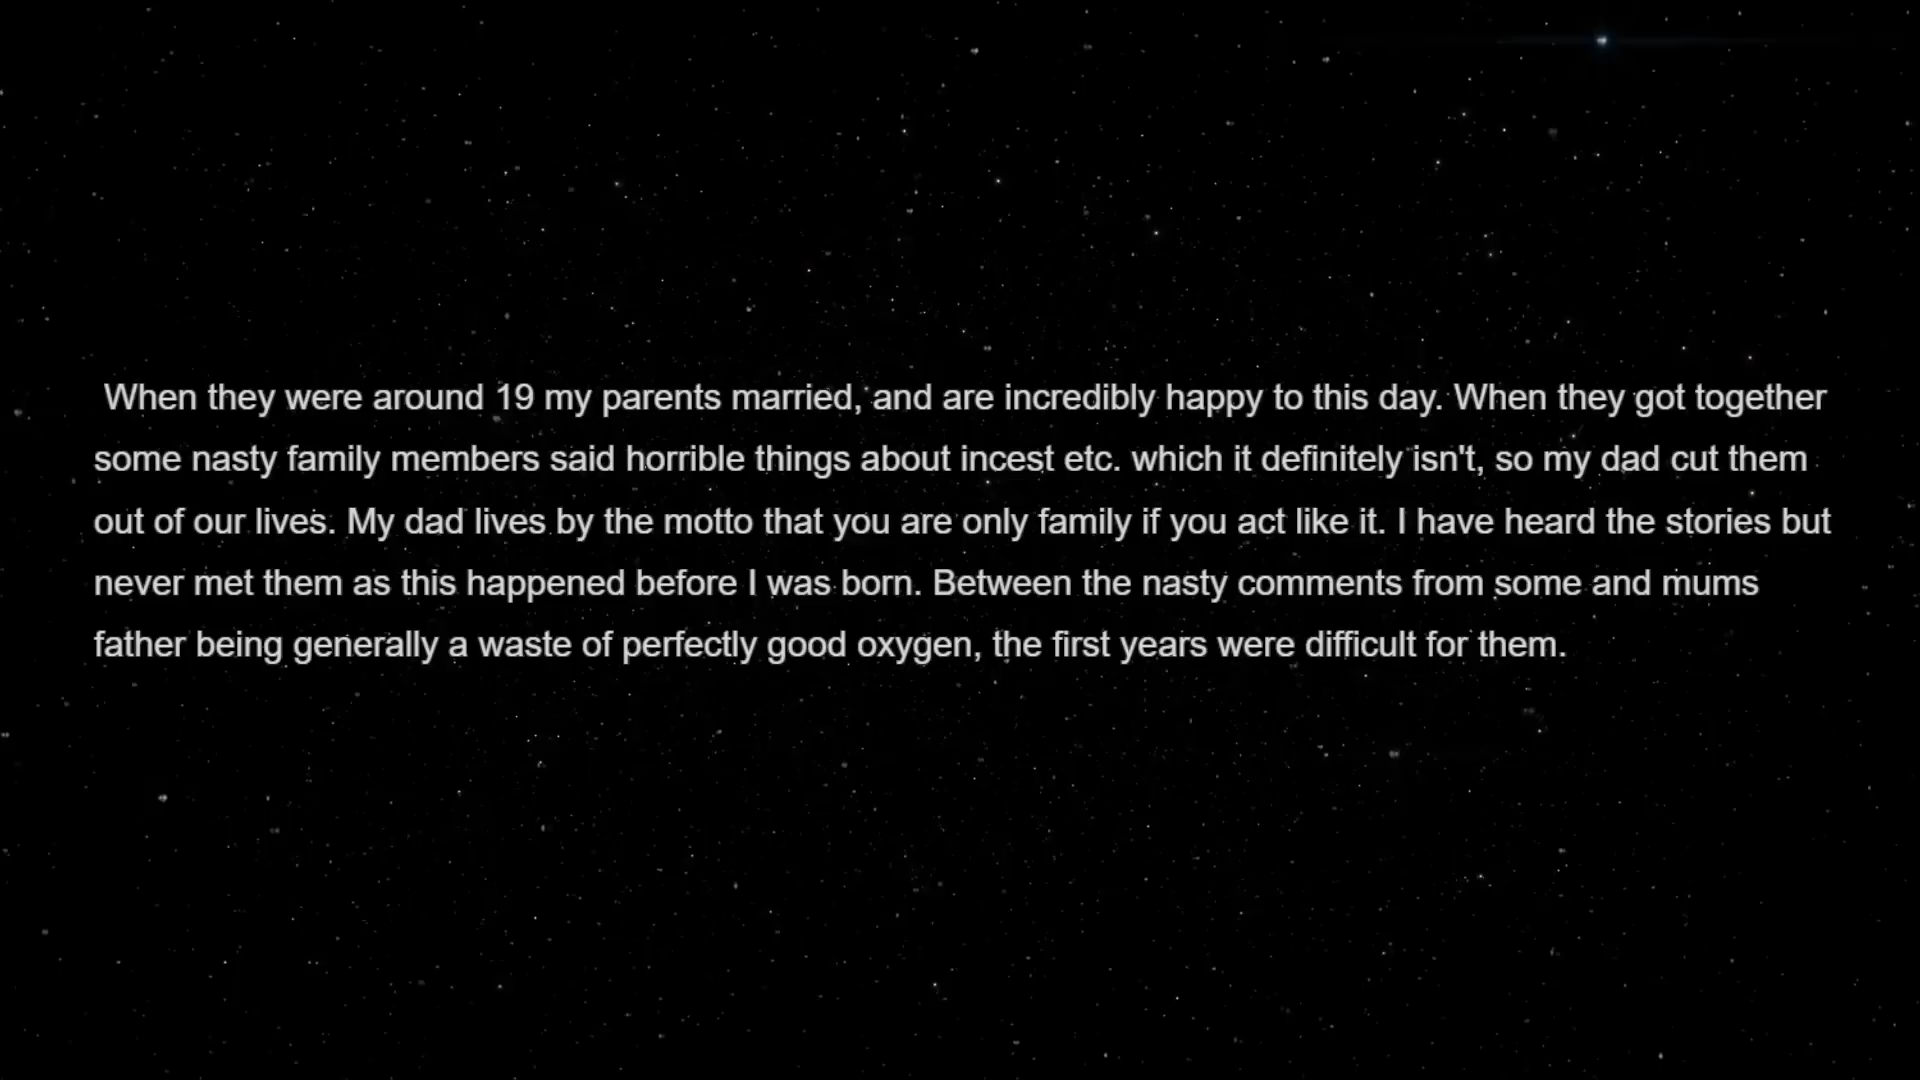 When they were around 19 my parents married, and are incredibly happy to this day. When they got together
some nasty family members said horrible things about incest etc. which it definitely isn't, so my dad cut them
out of our lives. My dad lives by the motto that you are only family if you act like it. I have heard the stories but
never met them as this happened before I was born. Between the nasty comments from some and mums
father being generally a waste of perfectly good oxygen, the first years were difficult for them.